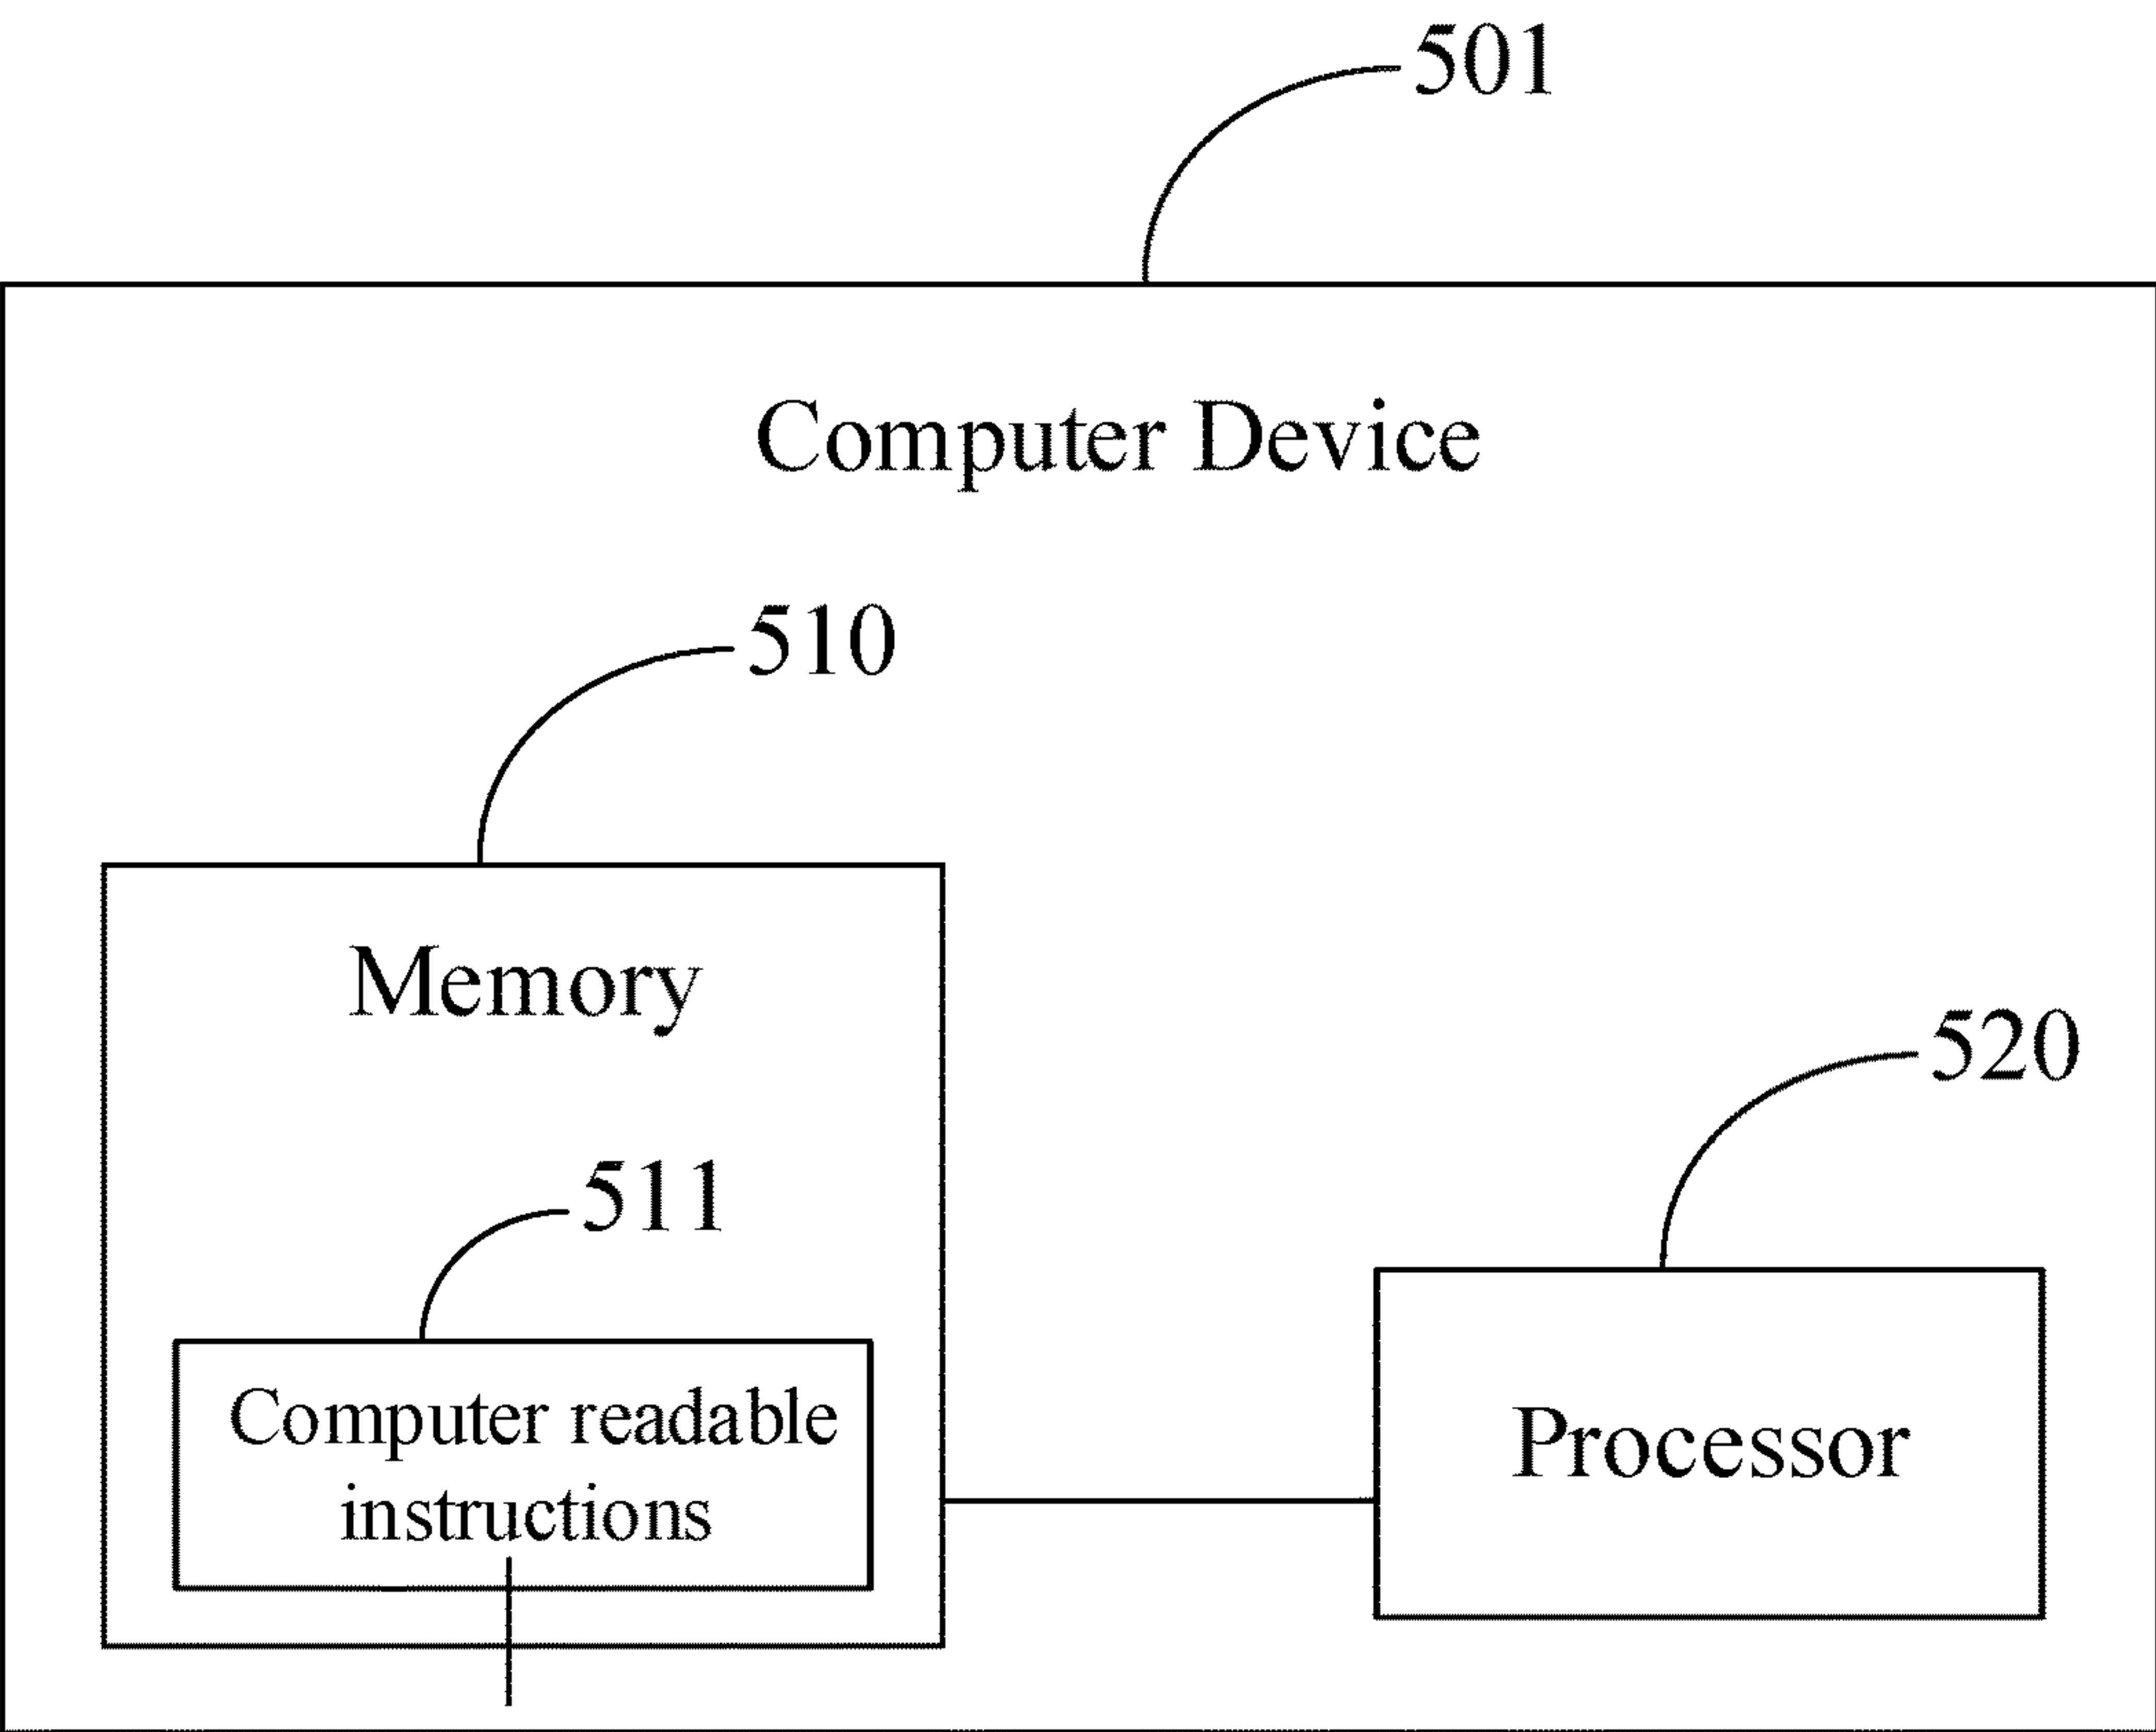 501
Computer Device
510
Memory
520
511
Computer readable
instructions
Processor